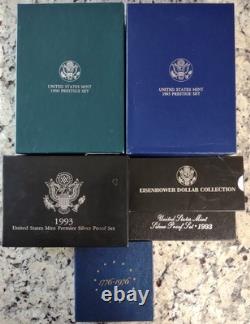 UNITED STATES MINT
1990 PRESTIGE SET
UNITED STATES MINT
1983 PRESTIGE SET
1993
United States Mint Premier Silver Proof Set
EISENHOWER DOLLAR COLLECTION
United States Mint
Silver Proof Set • 1993
1776-1976